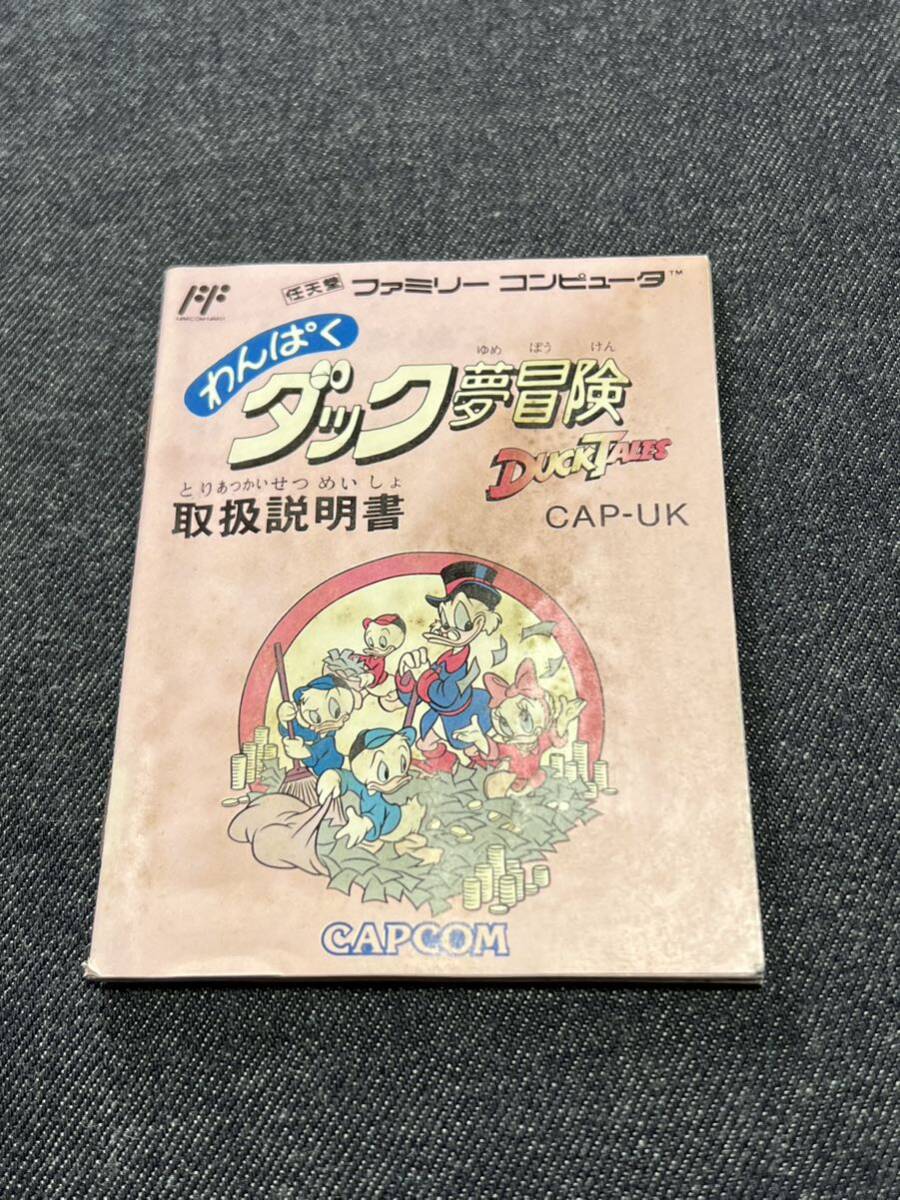 任天堂 ファミリー コンピュータ™
わんぱく
ゆめ ぼう けん
ダック夢冒険
DUCKTALES
とりあつかいせつめいしょ
取扱説明書
CAP-UK
CAPCOM